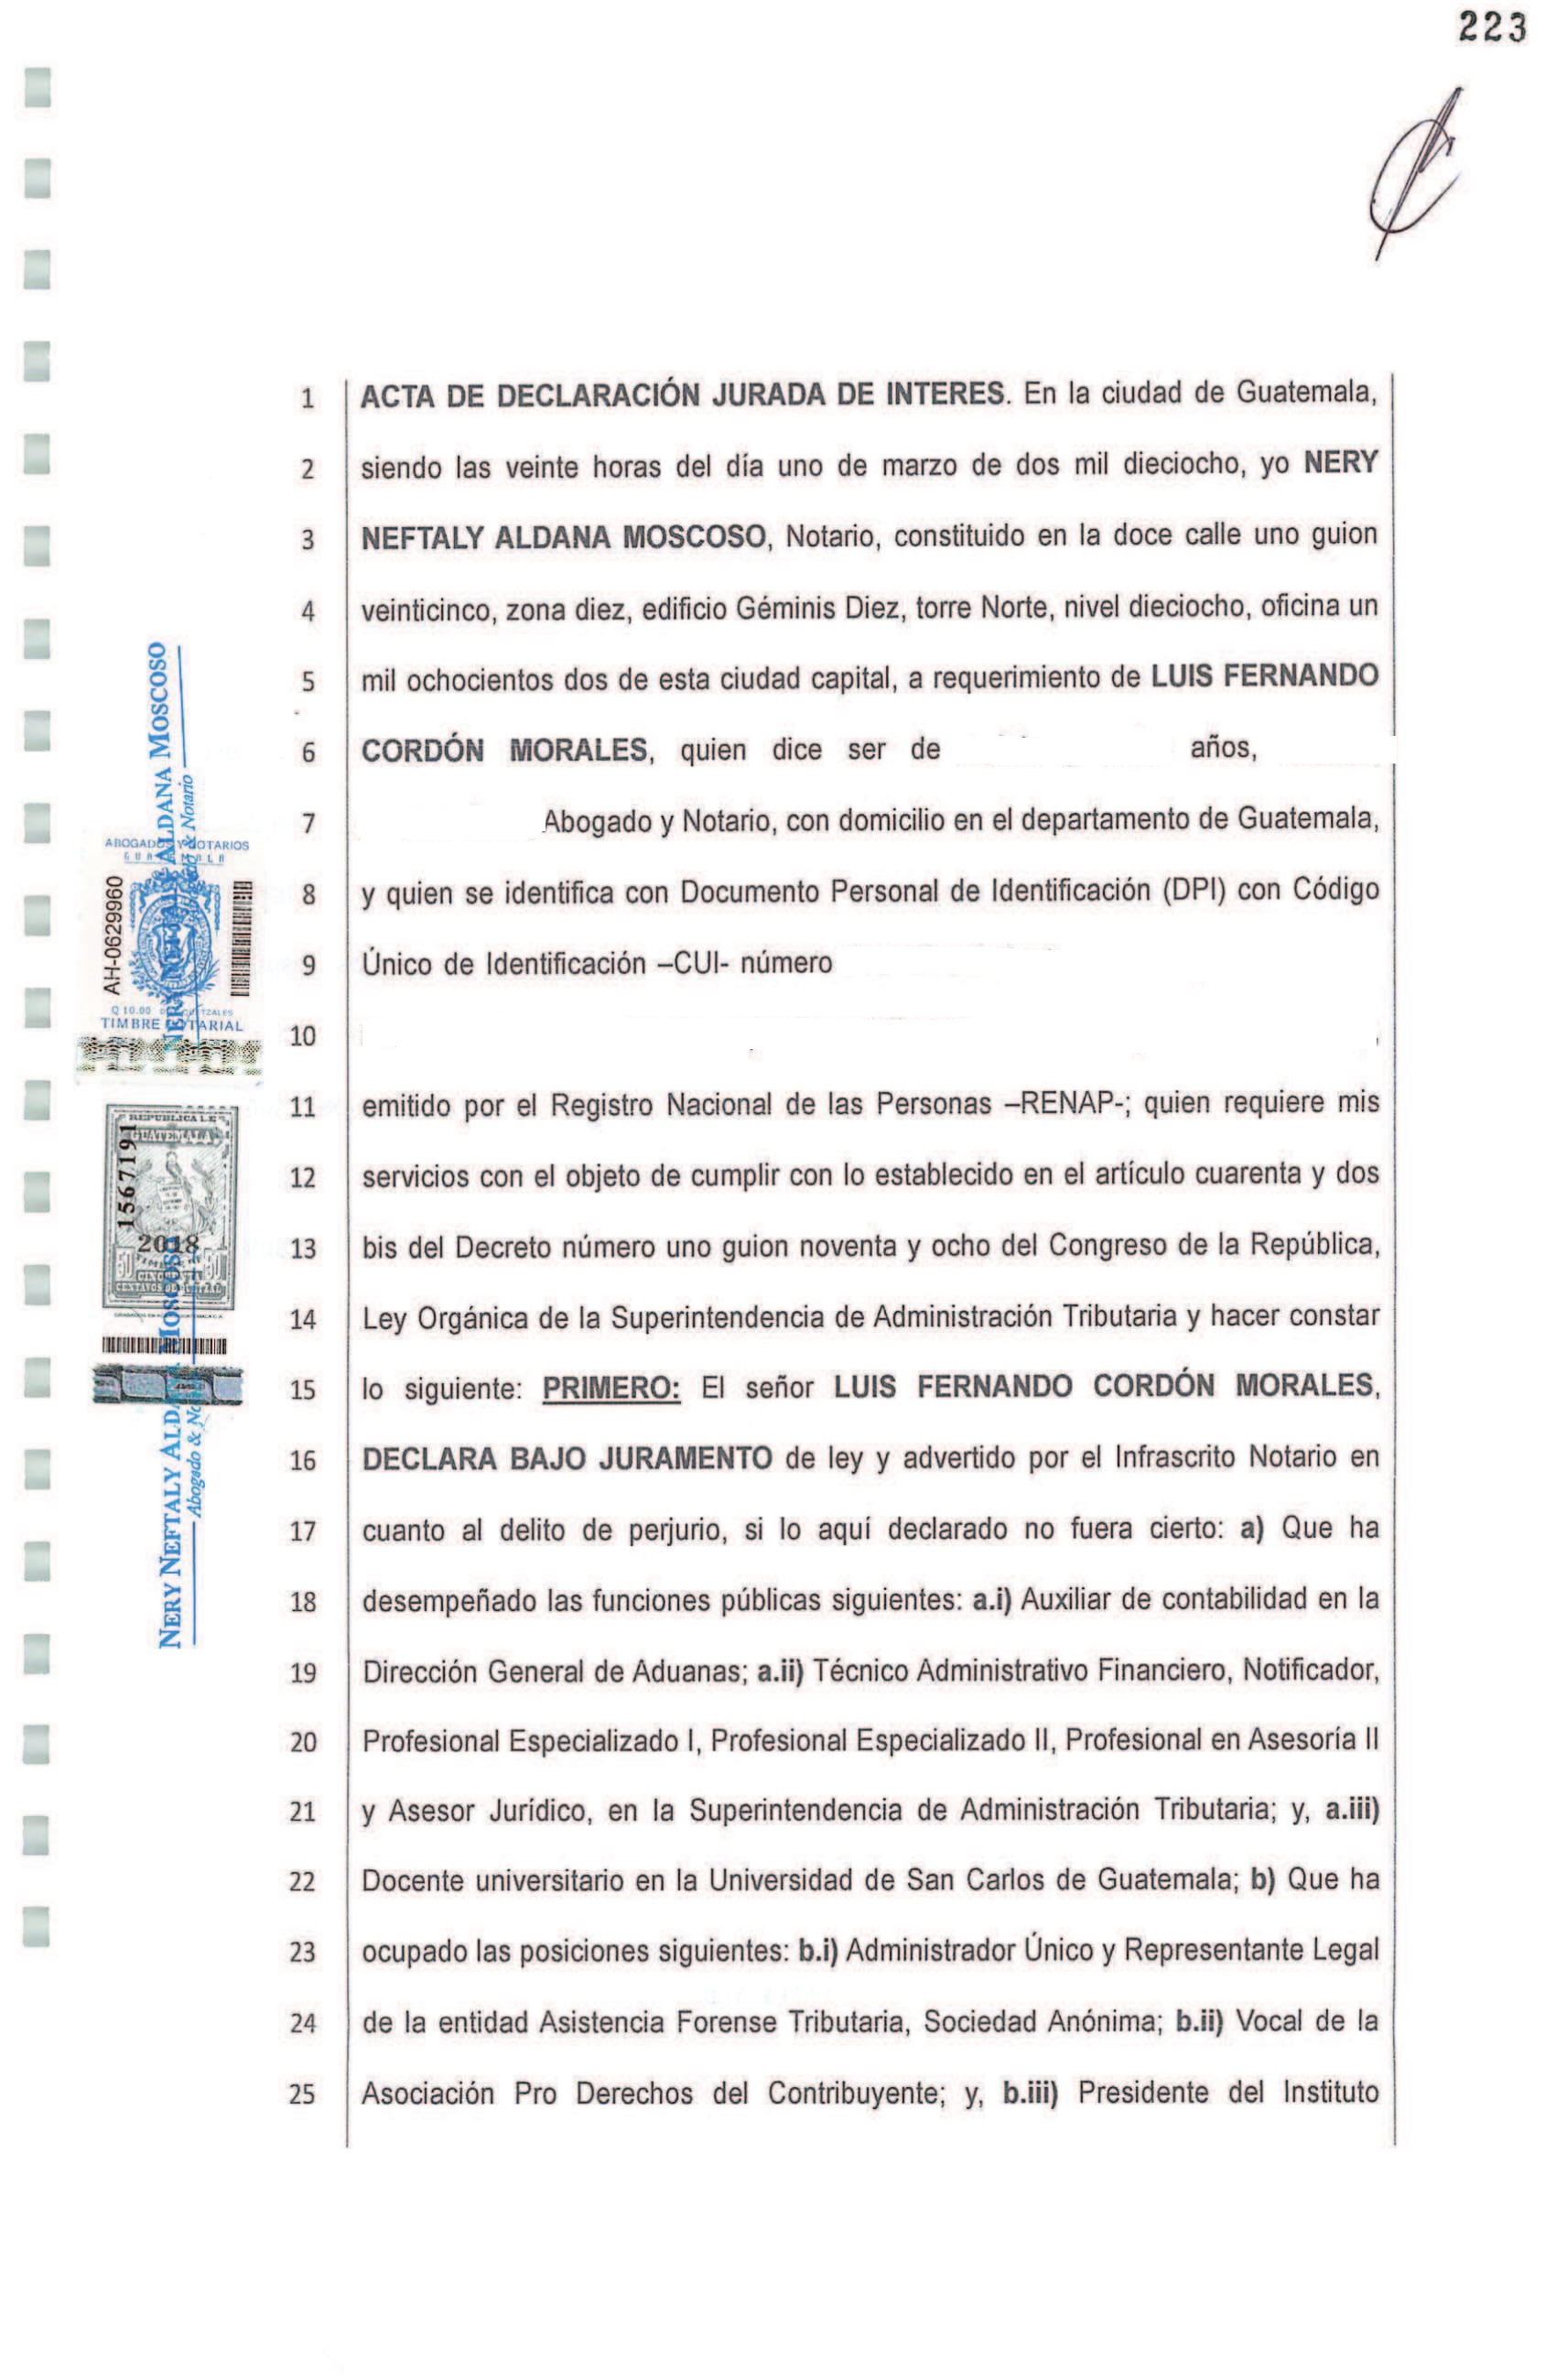 223
1 ACTA DE DECLARACIÓN JURADA DE INTERES. En la ciudad de Guatemala,
2 siendo las veinte horas del día uno de marzo de dos mil dieciocho, yo NERY
3 NEFTALY ALDANA MOSCOSO, Notario, constituido en la doce calle uno guion
4 veinticinco, zona diez, edificio Géminis Diez, torre Norte, nivel dieciocho, oficina un
5 mil ochocientos dos de esta ciudad capital, a requerimiento de LUIS FERNANDO
6 CORDÓN MORALES, quien dice ser de años,
7 Abogado y Notario, con domicilio en el departamento de Guatemala,
8 y quien se identifica con Documento Personal de Identificación (DPI) con Código
9 Único de Identificación –CUI- número
10
11 emitido por el Registro Nacional de las Personas –RENAP-; quien requiere mis
12 servicios con el objeto de cumplir con lo establecido en el artículo cuarenta y dos
13 bis del Decreto número uno guion noventa y ocho del Congreso de la República,
14 Ley Orgánica de la Superintendencia de Administración Tributaria y hacer constar
15 lo siguiente: PRIMERO: El señor LUIS FERNANDO CORDÓN MORALES,
16 DECLARA BAJO JURAMENTO de ley y advertido por el Infrascrito Notario en
17 cuanto al delito de perjurio, si lo aquí declarado no fuera cierto: a) Que ha
18 desempeñado las funciones públicas siguientes: a.i) Auxiliar de contabilidad en la
19 Dirección General de Aduanas; a.ii) Técnico Administrativo Financiero, Notificador,
20 Profesional Especializado I, Profesional Especializado II, Profesional en Asesoría II
21 y Asesor Jurídico, en la Superintendencia de Administración Tributaria; y, a.iii)
22 Docente universitario en la Universidad de San Carlos de Guatemala; b) Que ha
23 ocupado las posiciones siguientes: b.i) Administrador Único y Representante Legal
24 de la entidad Asistencia Forense Tributaria, Sociedad Anónima; b.ii) Vocal de la
25 Asociación Pro Derechos del Contribuyente; y, b.iii) Presidente del Instituto
NERY NEFTALY ALDANA MOSCOSO
Abogado & Notario
ABOGADOS Y NOTARIOS
GUATEMALA
AH-0629960
Q 10.00
TIMBRE NOTARIAL
REPUBLICA DE
GUATEMALA
1567191
2018
50 CINCUENTA 50
CENTAVOS DE QUETZAL
NERY NEFTALY ALDANA MOSCOSO
Abogado & No